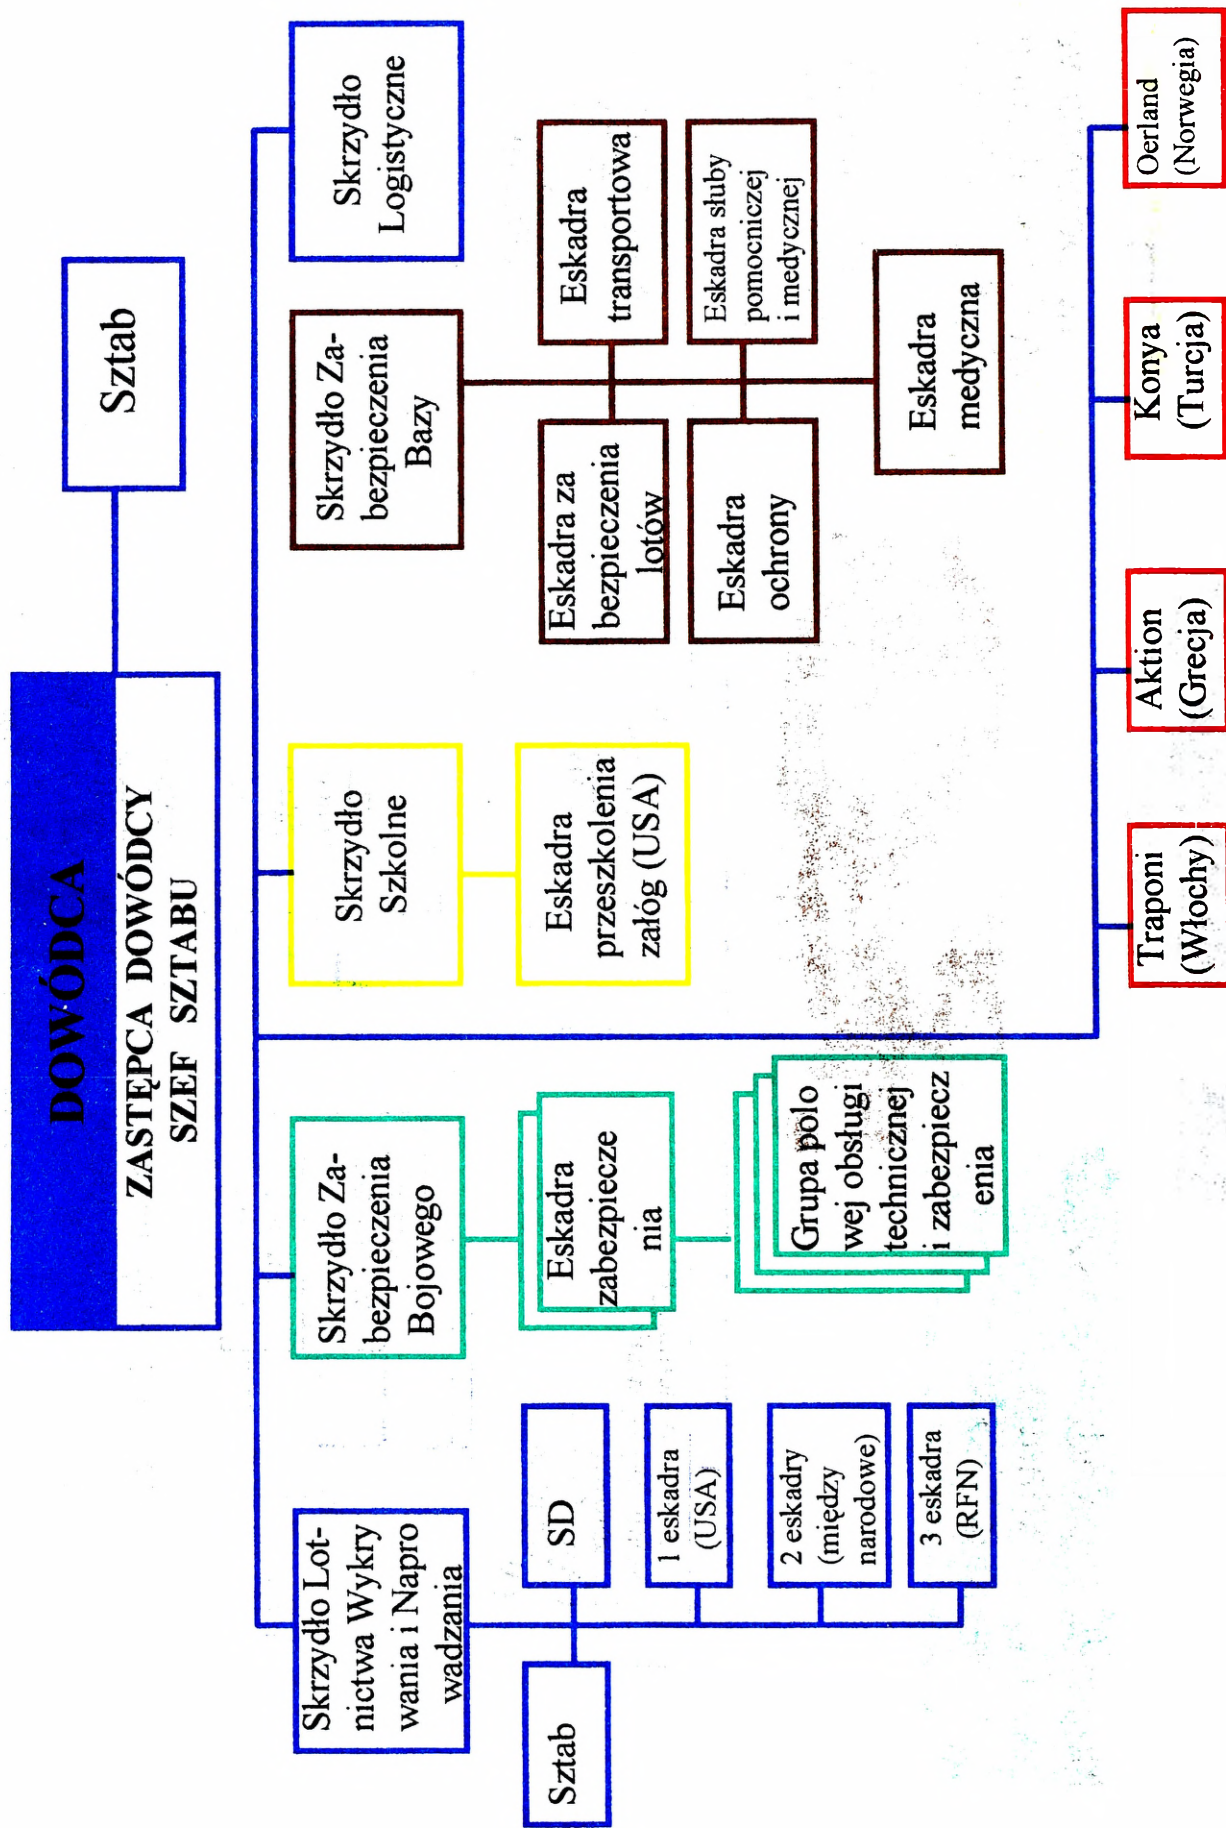 DOWÓDCA
ZASTĘPCA DOWÓDCY
SZEF SZTABU
Sztab
Skrzydło Lot-
nictwa Wykry
wania i Napro
wadzania
Sztab
SD
1 eskadra
(USA)
2 eskadry
(między
narodowe)
3 eskadra
(RFN)
Skrzydło Za-
bezpieczenia
Bojowego
Eskadra
zabezpiecze
nia
Grupa polo
wej obsługi
technicznej
i zabezpiecz
enia
Skrzydło
Szkolne
Eskadra
przeszkolenia
załóg (USA)
Skrzydło Za-
bezpieczenia
Bazy
Eskadra za
bezpieczenia
lotów
Eskadra
transportowa
Eskadra
ochrony
Eskadra słuby
pomocniczej
i medycznej
Eskadra
medyczna
Skrzydło
Logistyczne
Traponi
(Włochy)
Aktion
(Grecja)
Konya
(Turcja)
Oerland
(Norwegia)